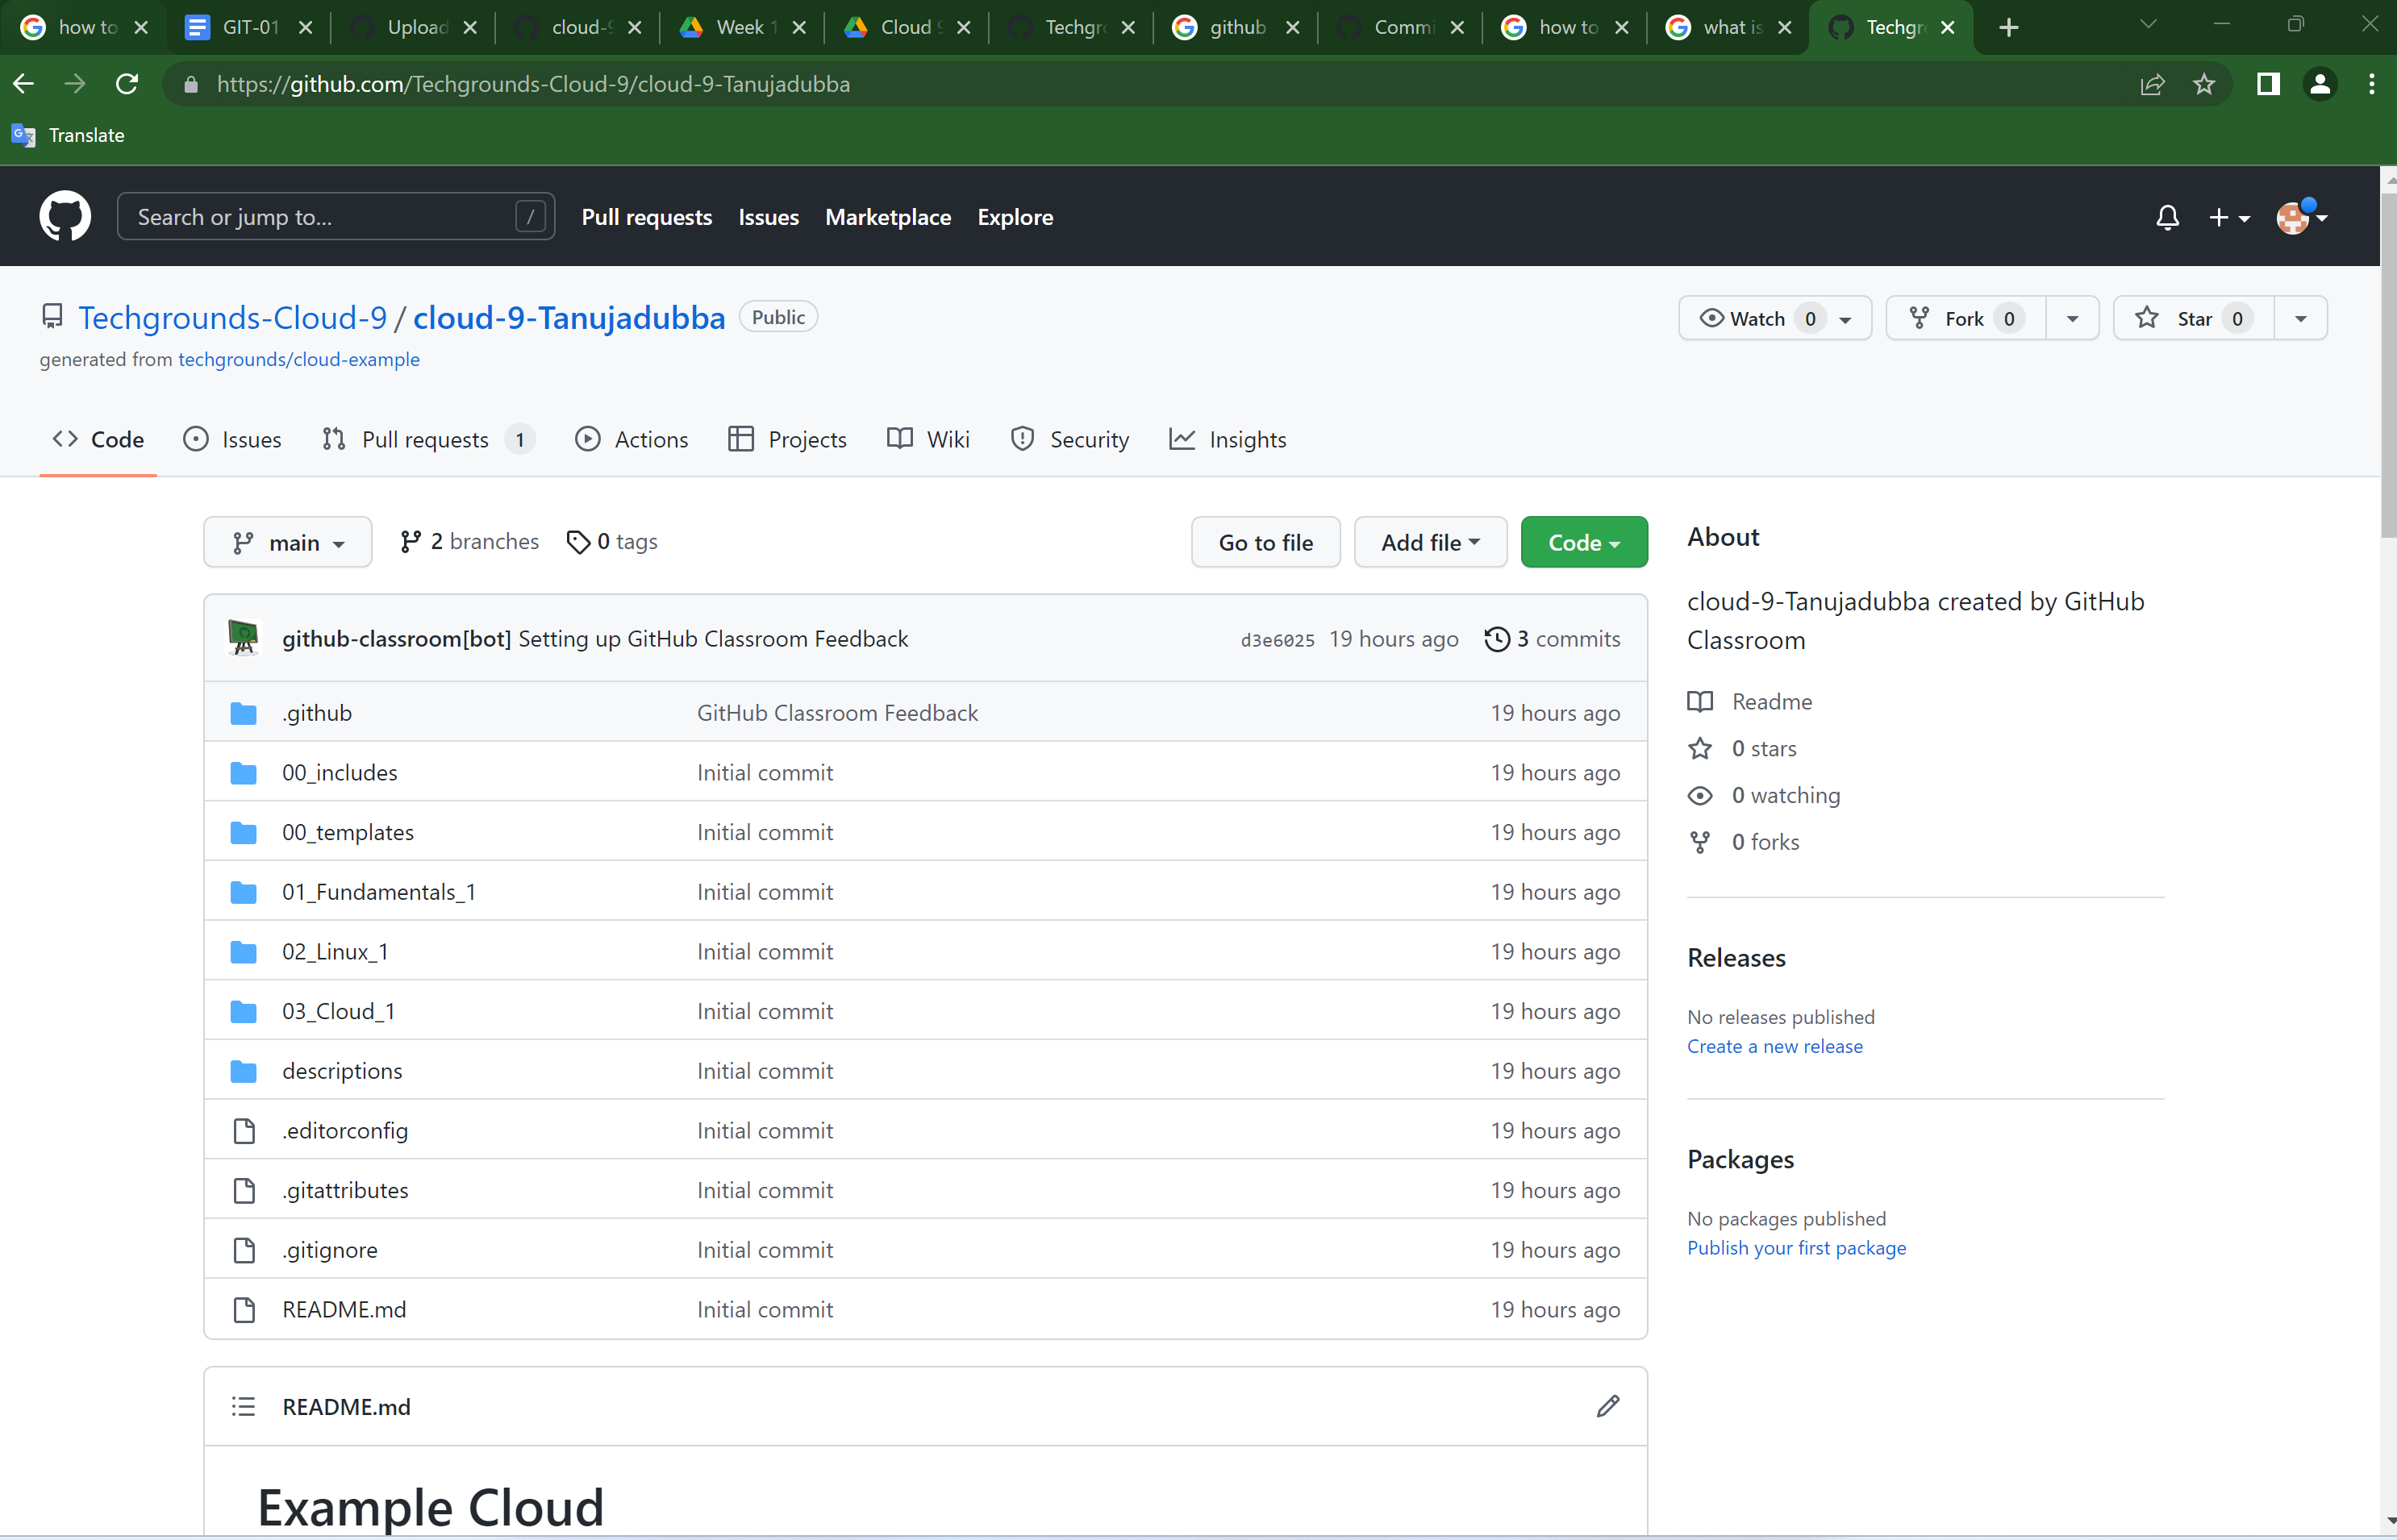 how to
GIT-01
Upload
cloud-9
Week 1
Cloud 9
Techgr
github
Commi
how to
what is
Techgr
https://github.com/Techgrounds-Cloud-9/cloud-9-Tanujadubba
Translate
Search or jump to... /
Pull requests Issues Marketplace Explore
Techgrounds-Cloud-9 / cloud-9-Tanujadubba Public
Watch 0 Fork 0 Star 0
generated from techgrounds/cloud-example
Code Issues Pull requests 1 Actions Projects Wiki Security Insights
main 2 branches 0 tags Go to file Add file Code
github-classroom[bot] Setting up GitHub Classroom Feedback d3e6025 19 hours ago 3 commits
.github GitHub Classroom Feedback 19 hours ago
00_includes Initial commit 19 hours ago
00_templates Initial commit 19 hours ago
01_Fundamentals_1 Initial commit 19 hours ago
02_Linux_1 Initial commit 19 hours ago
03_Cloud_1 Initial commit 19 hours ago
descriptions Initial commit 19 hours ago
.editorconfig Initial commit 19 hours ago
.gitattributes Initial commit 19 hours ago
.gitignore Initial commit 19 hours ago
README.md Initial commit 19 hours ago
README.md
Example Cloud
About
cloud-9-Tanujadubba created by GitHub
Classroom
Readme
0 stars
0 watching
0 forks
Releases
No releases published
Create a new release
Packages
No packages published
Publish your first package